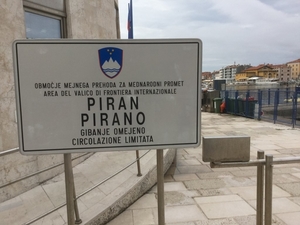 OBMOČJE MEJNEGA PREHODA ZA MEDNARODNI PROMET
AREA DEL VALICO DI FRONTIERA INTERNAZIONALE
PIRAN
PIRANO
GIBANJE OMEJENO
CIRCOLAZIONE LIMITATA